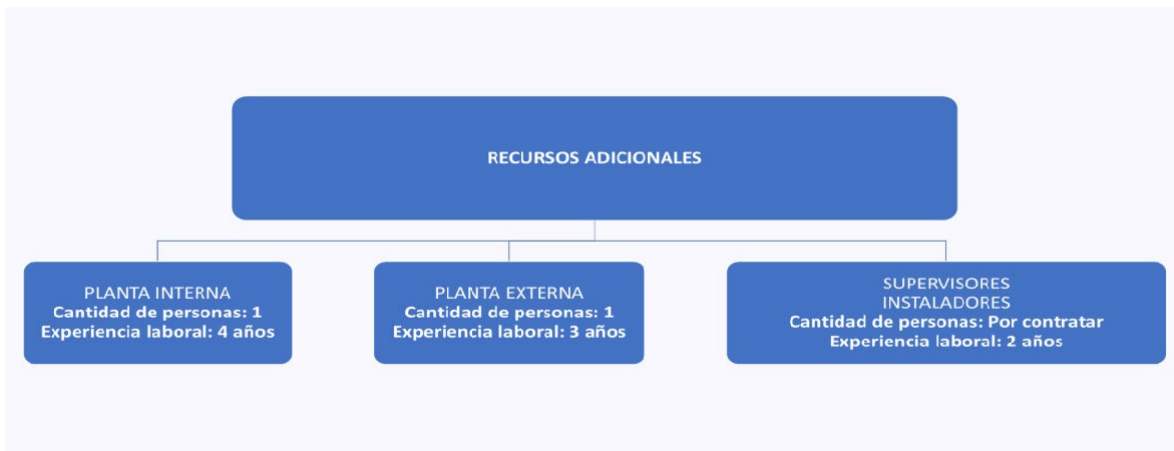 RECURSOS ADICIONALES
PLANTA INTERNA
Cantidad de personas: 1
Experiencia laboral: 4 años
PLANTA EXTERNA
Cantidad de personas: 1
Experiencia laboral: 3 años
SUPERVISORES
INSTALADORES
Cantidad de personas: Por contratar
Experiencia laboral: 2 años